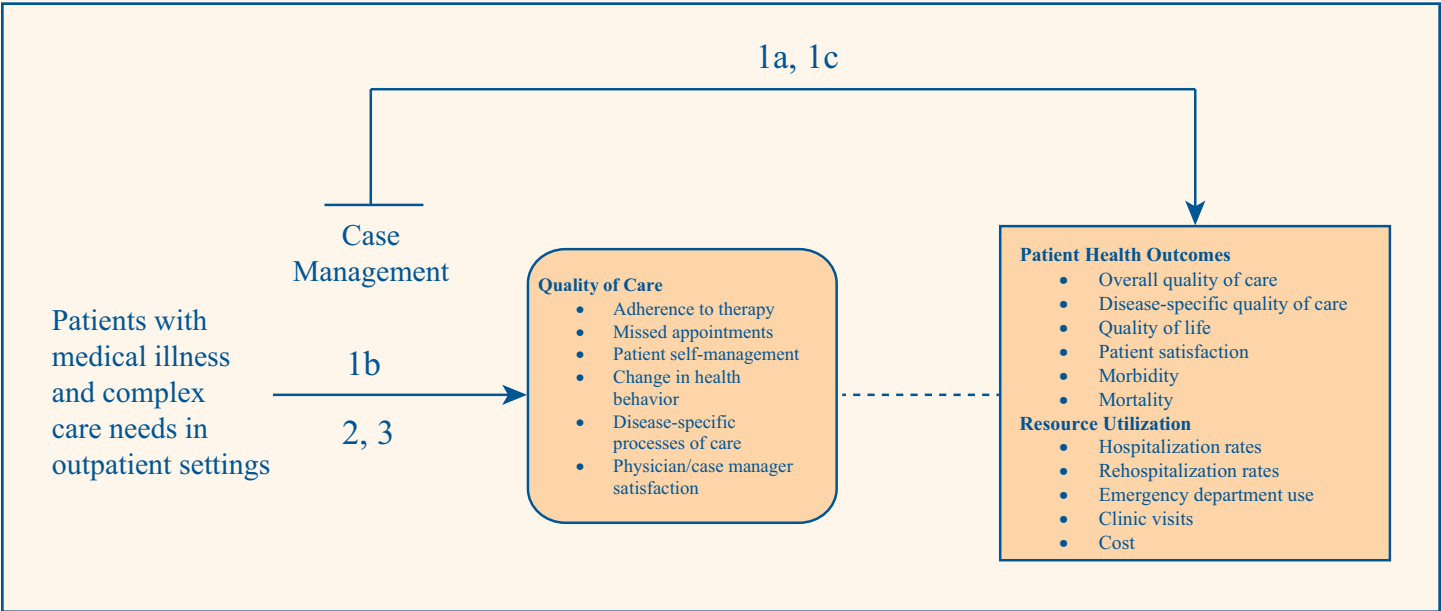 1a, 1c
Case
Management
Patients with
medical illness
and complex
care needs in
outpatient settings
1b
2, 3
Quality of Care
• Adherence to therapy
• Missed appointments
• Patient self-management
• Change in health
behavior
• Disease-specific
processes of care
• Physician/case manager
satisfaction
Patient Health Outcomes
• Overall quality of care
• Disease-specific quality of care
• Quality of life
• Patient satisfaction
• Morbidity
• Mortality
Resource Utilization
• Hospitalization rates
• Rehospitalization rates
• Emergency department use
• Clinic visits
• Cost